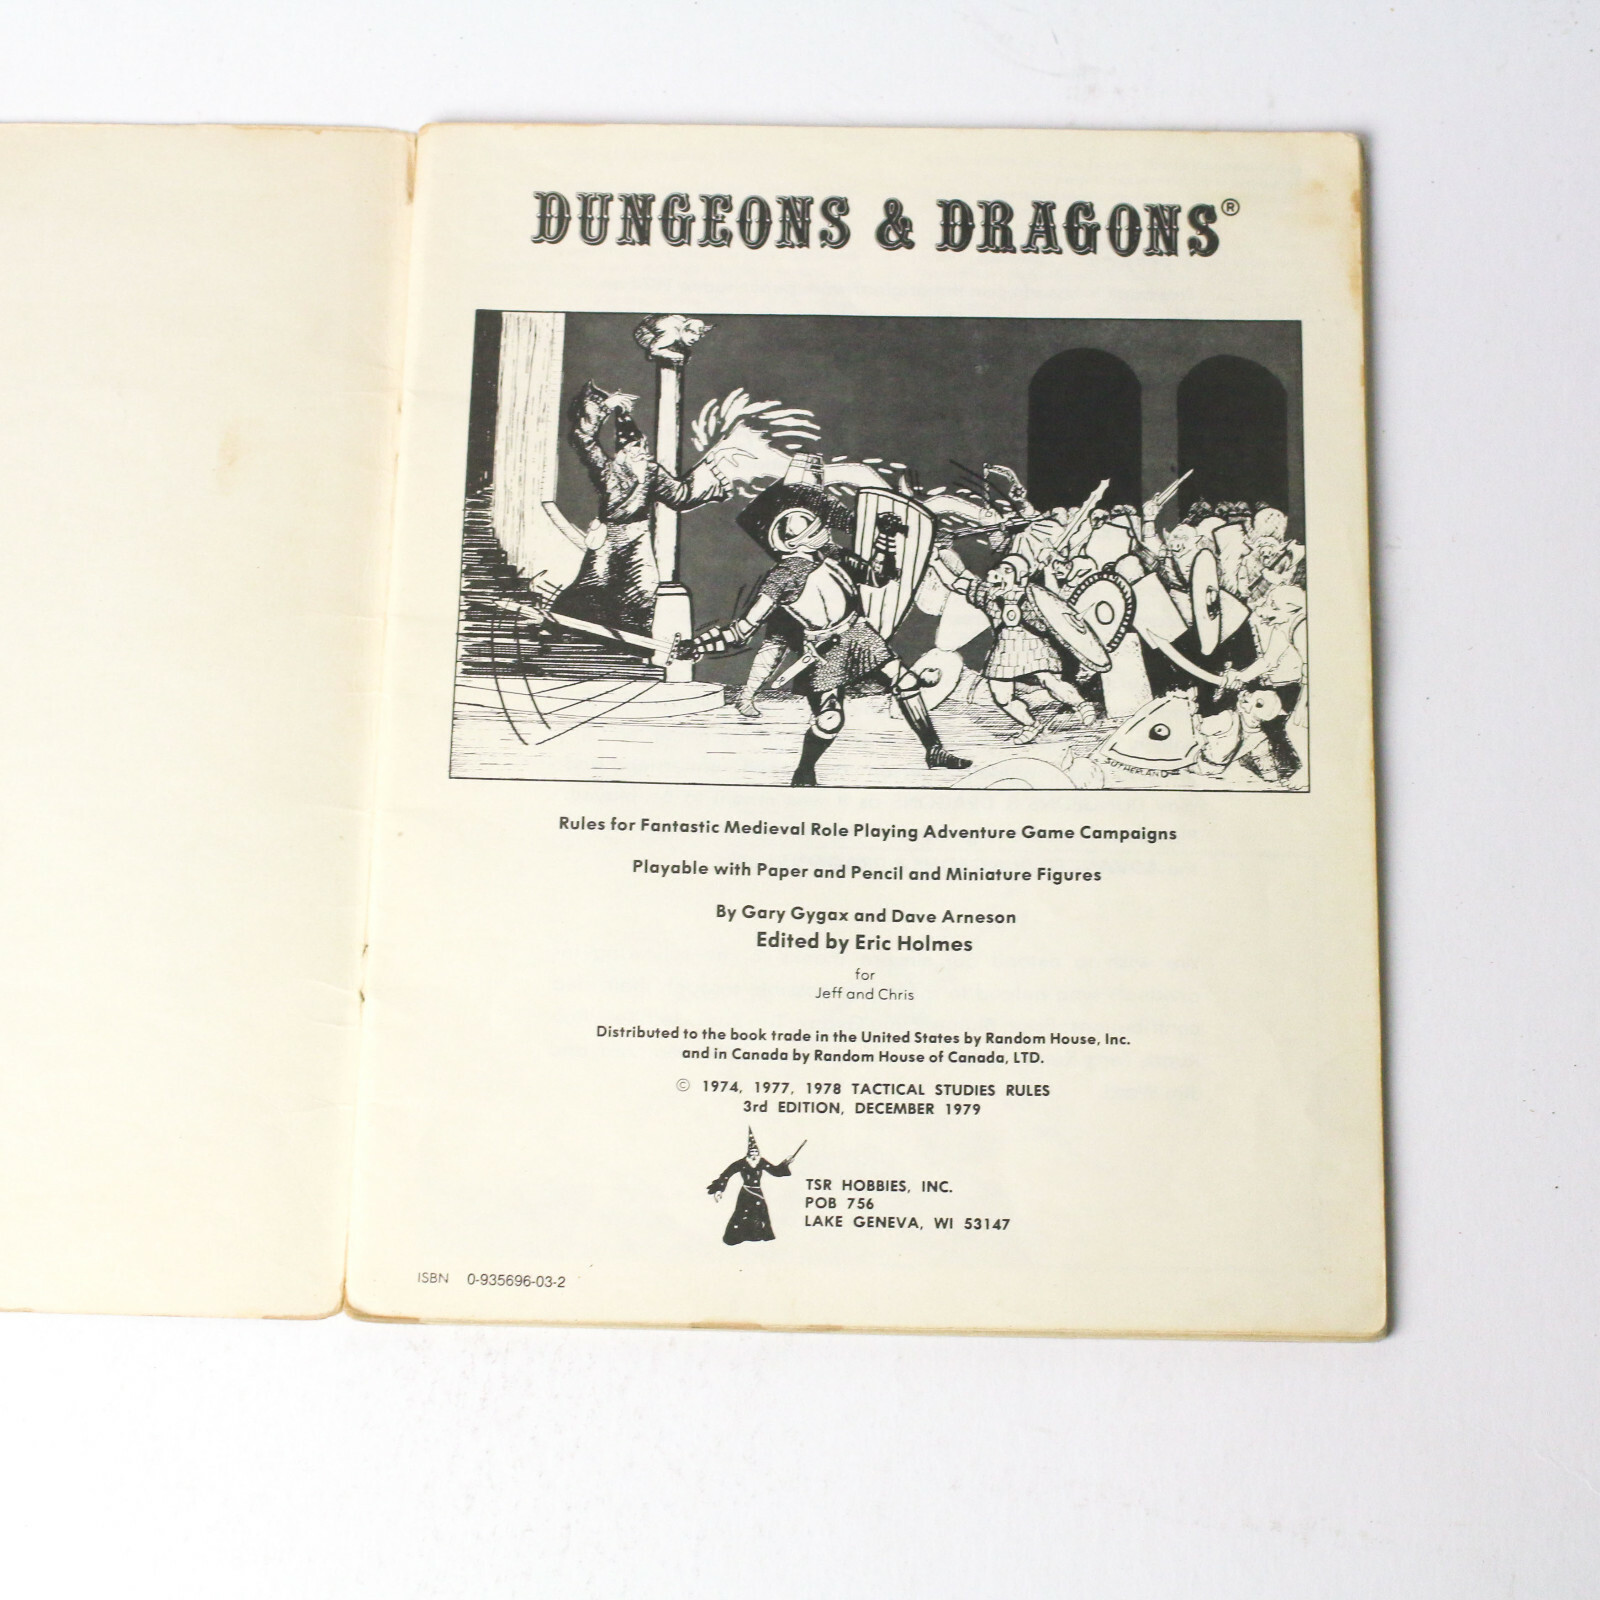 DUNGEONS & DRAGONS®
SUTHERLAND
Rules for Fantastic Medieval Role Playing Adventure Game Campaigns
Playable with Paper and Pencil and Miniature Figures
By Gary Gygax and Dave Arneson
Edited by Eric Holmes
for
Jeff and Chris
Distributed to the book trade in the United States by Random House, Inc.
and in Canada by Random House of Canada, LTD.
© 1974, 1977, 1978 TACTICAL STUDIES RULES
3rd EDITION, DECEMBER 1979
TSR HOBBIES, INC.
POB 756
LAKE GENEVA, WI 53147
ISBN 0-935696-03-2